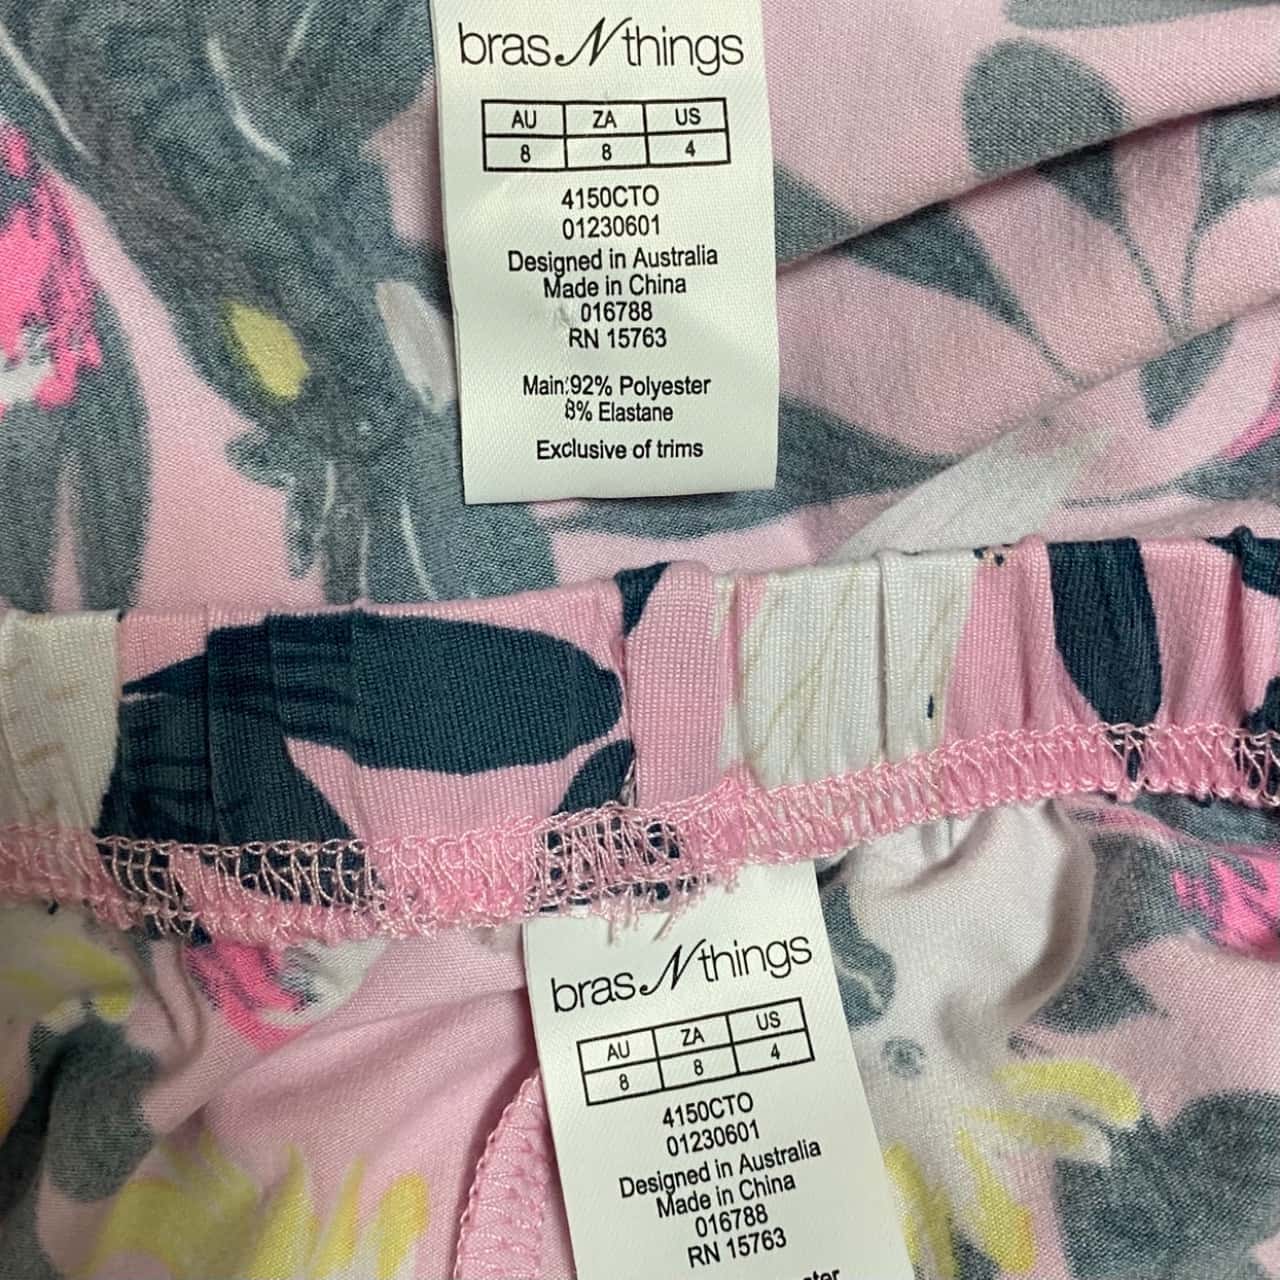 bras N things
AU ZA US
8 8 4
4150CTO
01230601
Designed in Australia
Made in China
016788
RN 15763
Main:92% Polyester
8% Elastane
Exclusive of trims
bras N things
AU ZA US
8 8 4
4150CTO
01230601
Designed in Australia
Made in China
016788
RN 15763